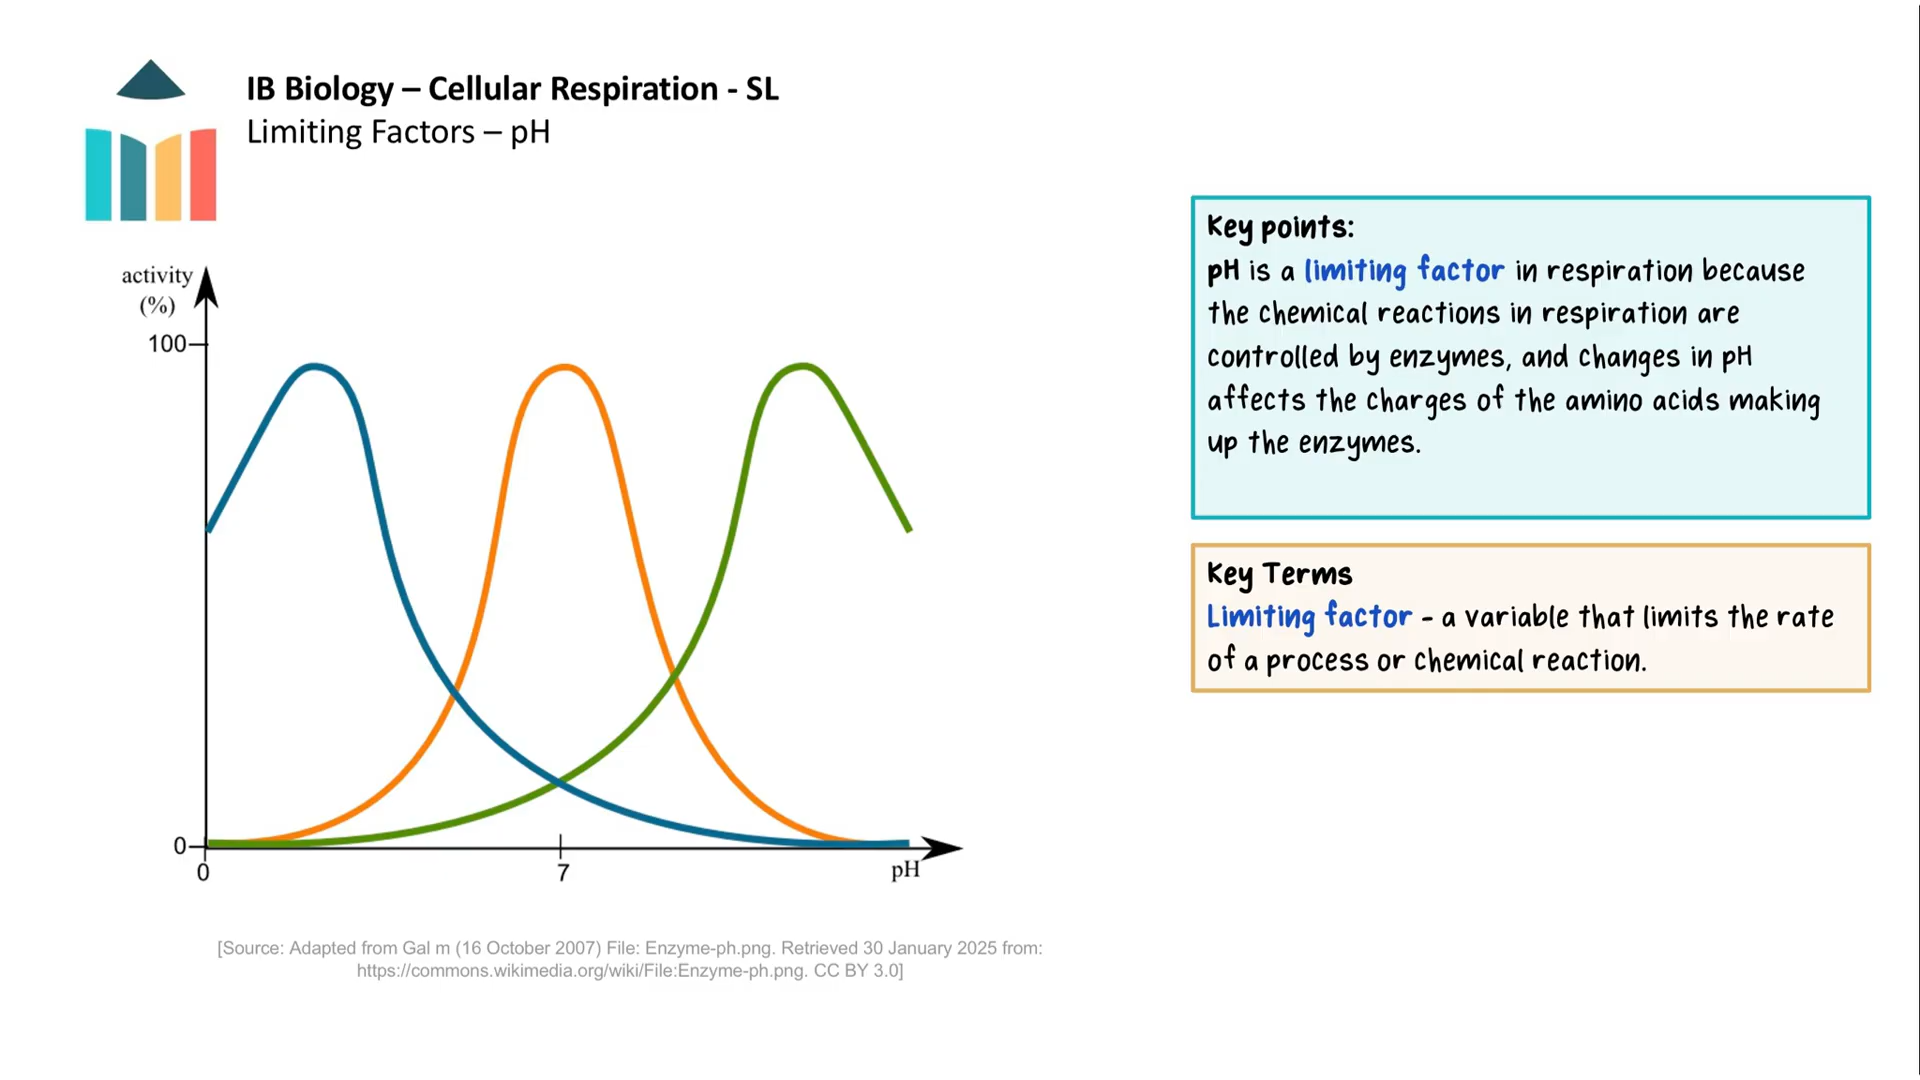 IB Biology – Cellular Respiration - SL
Limiting Factors – pH
activity
(%)
100
0
0
7
pH
[Source: Adapted from Gal m (16 October 2007) File: Enzyme-ph.png. Retrieved 30 January 2025 from:
https://commons.wikimedia.org/wiki/File:Enzyme-ph.png. CC BY 3.0]
Key points:
pH is a limiting factor in respiration because
the chemical reactions in respiration are
controlled by enzymes, and changes in pH
affects the charges of the amino acids making
up the enzymes.
Key Terms
Limiting factor - a variable that limits the rate
of a process or chemical reaction.